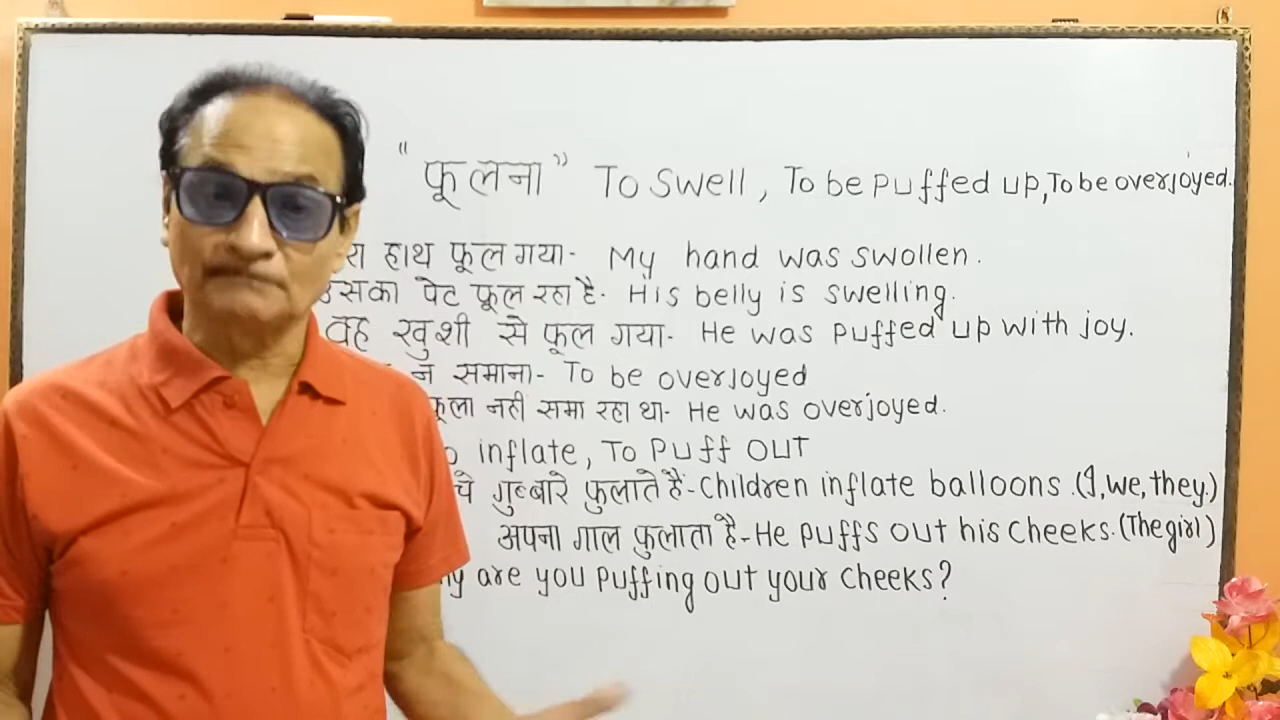 "फूलना" To Swell, To be puffed up, To be overjoyed.
रा हाथ फूल गया- My hand was swollen.
उसका पेट फूल रहा है- His belly is swelling.
वह खुशी से फूल गया- He was puffed up with joy.
न समाना- To be overjoyed
फूला नहीं समा रहा था- He was overjoyed.
inflate, To Puff out
चे गुब्बारे फुलाते हैं- Children inflate balloons. (I, we, they.)
अपना गाल फुलाता है- He puffs out his cheeks. (The girl)
are you puffing out your cheeks?